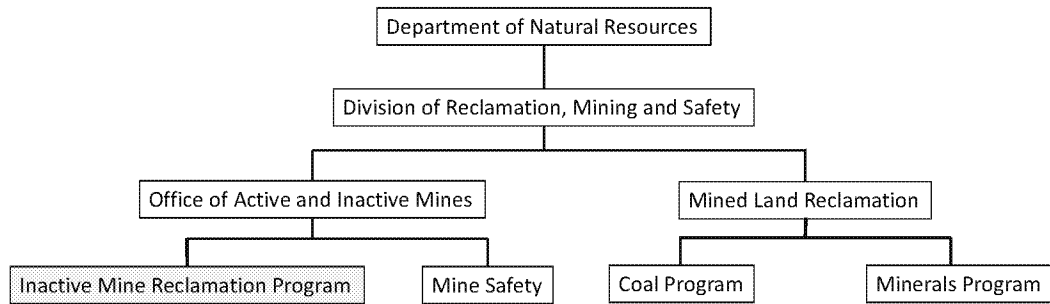 Department of Natural Resources
Division of Reclamation, Mining and Safety
Office of Active and Inactive Mines
Mined Land Reclamation
Inactive Mine Reclamation Program
Mine Safety
Coal Program
Minerals Program